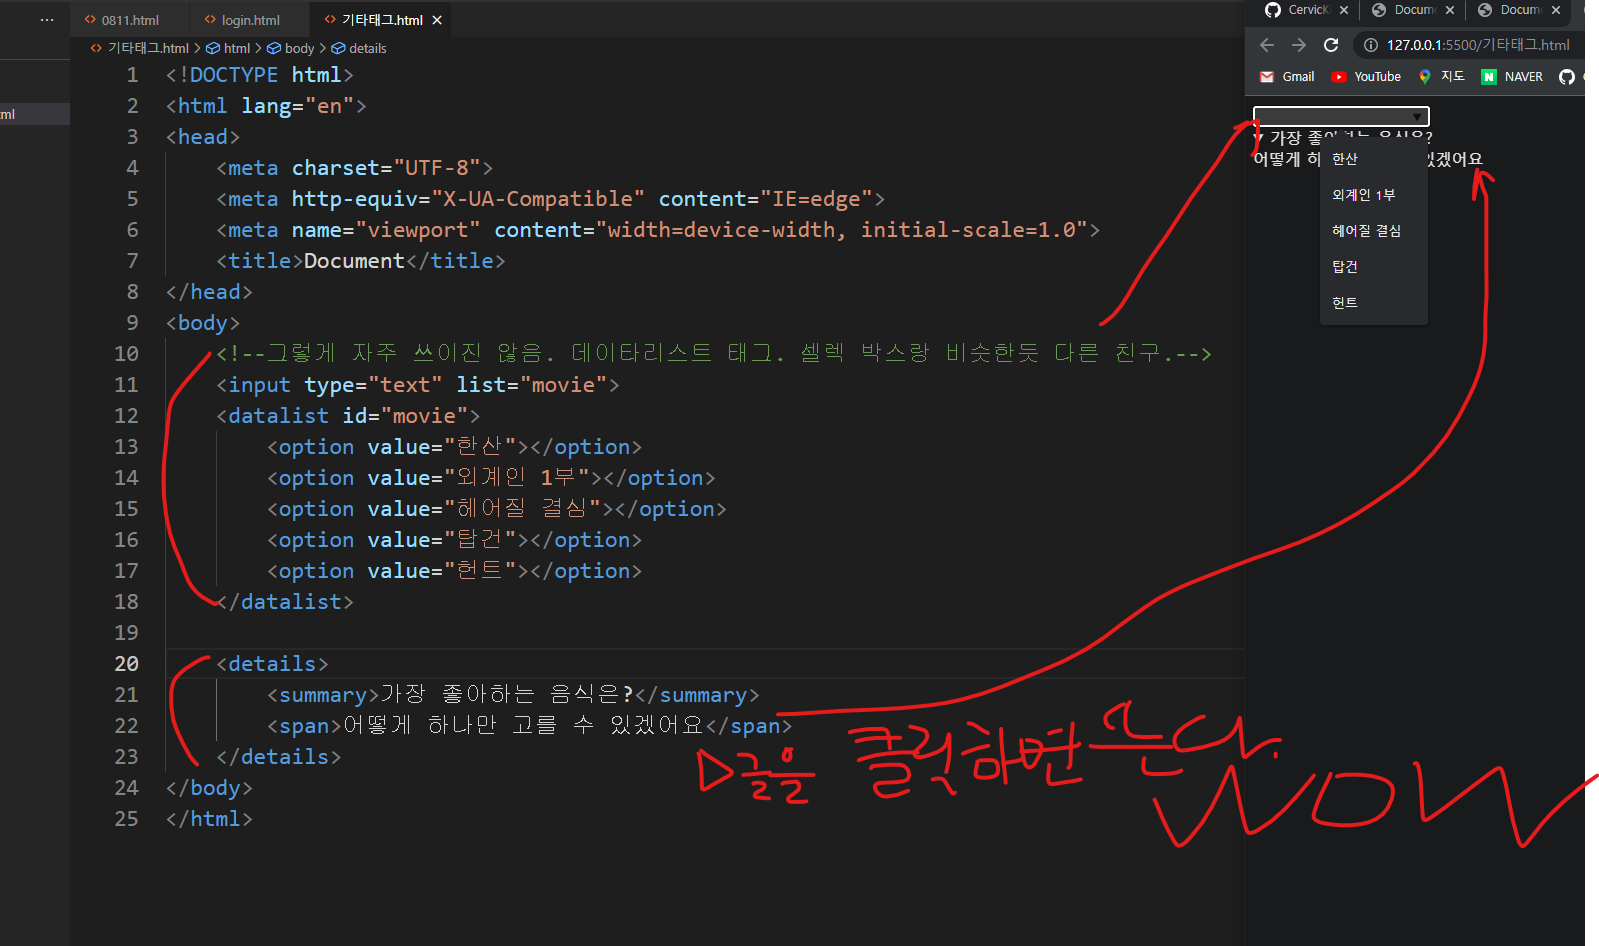 0811.html login.html 기타태그.html
기타태그.html > html > body > details
1 <!DOCTYPE html>
2 <html lang="en">
3 <head>
4 <meta charset="UTF-8">
5 <meta http-equiv="X-UA-Compatible" content="IE=edge">
6 <meta name="viewport" content="width=device-width, initial-scale=1.0">
7 <title>Document</title>
8 </head>
9 <body>
10 <!--그렇게 자주 쓰이진 않음. 데이타리스트 태그. 셀렉 박스랑 비슷한듯 다른 친구.-->
11 <input type="text" list="movie">
12 <datalist id="movie">
13 <option value="한산"></option>
14 <option value="외계인 1부"></option>
15 <option value="헤어질 결심"></option>
16 <option value="탑건"></option>
17 <option value="헌트"></option>
18 </datalist>
19
20 <details>
21 <summary>가장 좋아하는 음식은?</summary>
22 <span>어떻게 하나만 고를 수 있겠어요</span>
23 </details>
24 </body>
25 </html>
ml
▷글을 클릭하면 뜬다.
WOW
CervicK Docum Docum
127.0.0.1:5500/기타태그.html
Gmail YouTube 지도 NAVER
가장 좋아하는 음식은?
어떻게 하 있겠어요
한산
외계인 1부
헤어질 결심
탑건
헌트